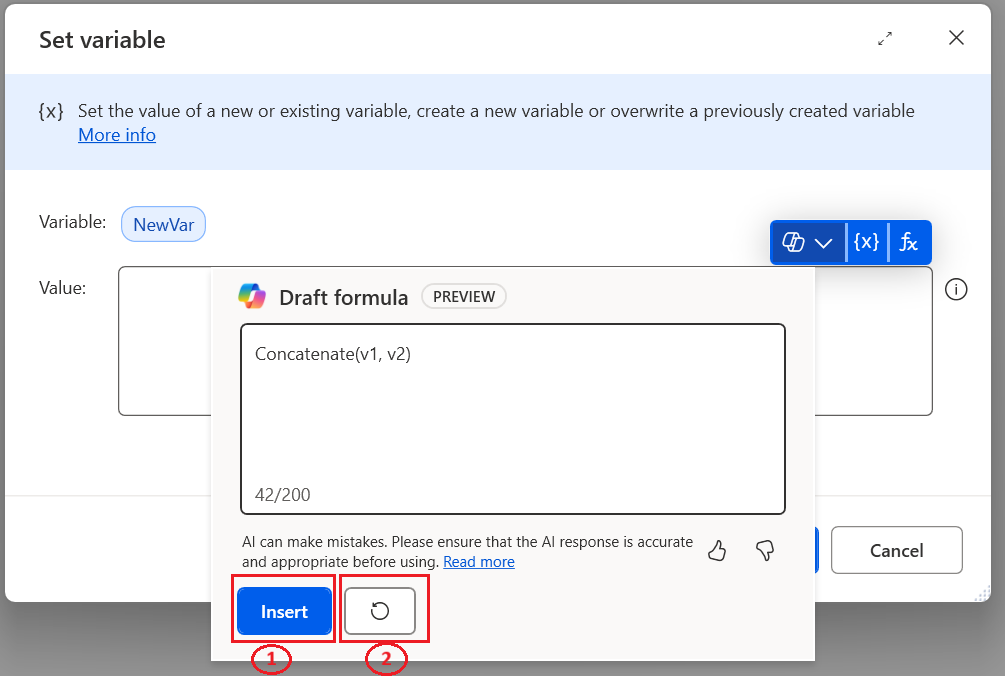 Set variable
{x} Set the value of a new or existing variable, create a new variable or overwrite a previously created variable
More info
Variable: NewVar
{x} fx
Value:
Draft formula PREVIEW
Concatenate(v1, v2)
42/200
AI can make mistakes. Please ensure that the AI response is accurate
and appropriate before using. Read more
Cancel
Insert
1 2